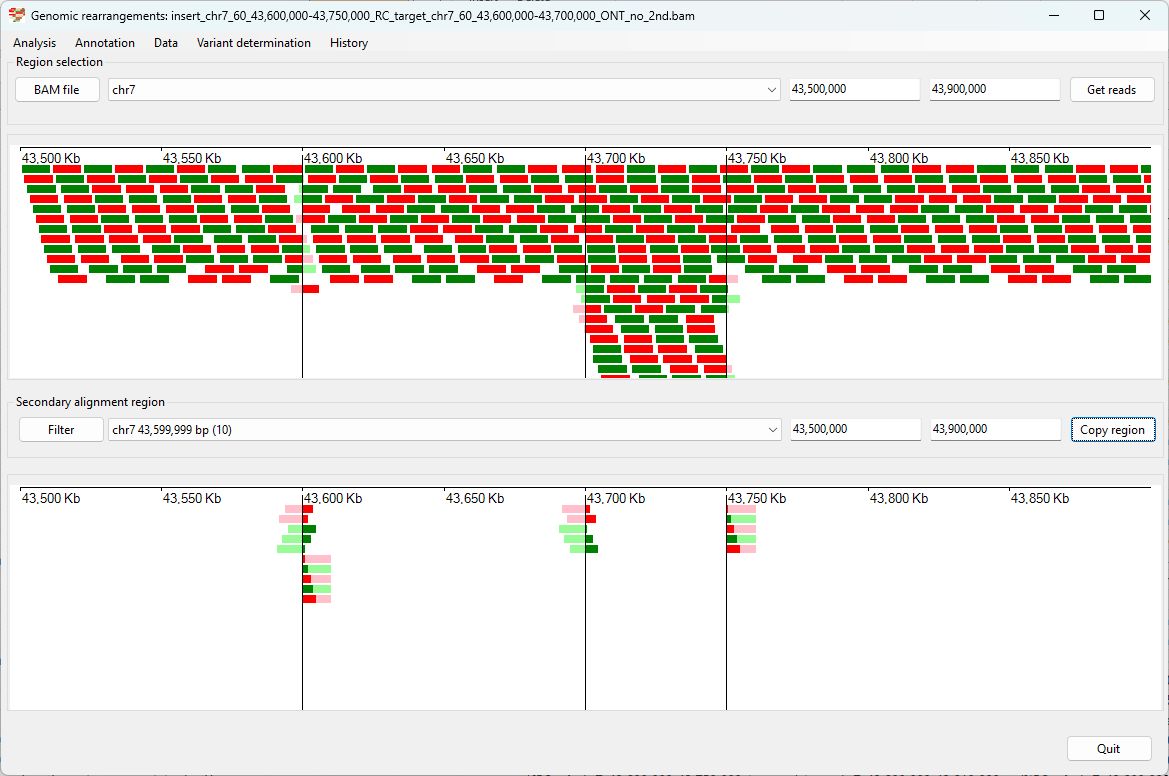 Genomic rearrangements: insert_chr7_60_43,600,000-43,750,000_RC_target_chr7_60_43,600,000-43,700,000_ONT_no_2nd.bam
Analysis Annotation Data Variant determination History
Region selection
BAM file chr7 43,500,000 43,900,000 Get reads
43,500 Kb 43,550 Kb 43,600 Kb 43,650 Kb 43,700 Kb 43,750 Kb 43,800 Kb 43,850 Kb
Secondary alignment region
Filter chr7 43,599,999 bp (10) 43,500,000 43,900,000 Copy region
43,500 Kb 43,550 Kb 43,600 Kb 43,650 Kb 43,700 Kb 43,750 Kb 43,800 Kb 43,850 Kb
Quit